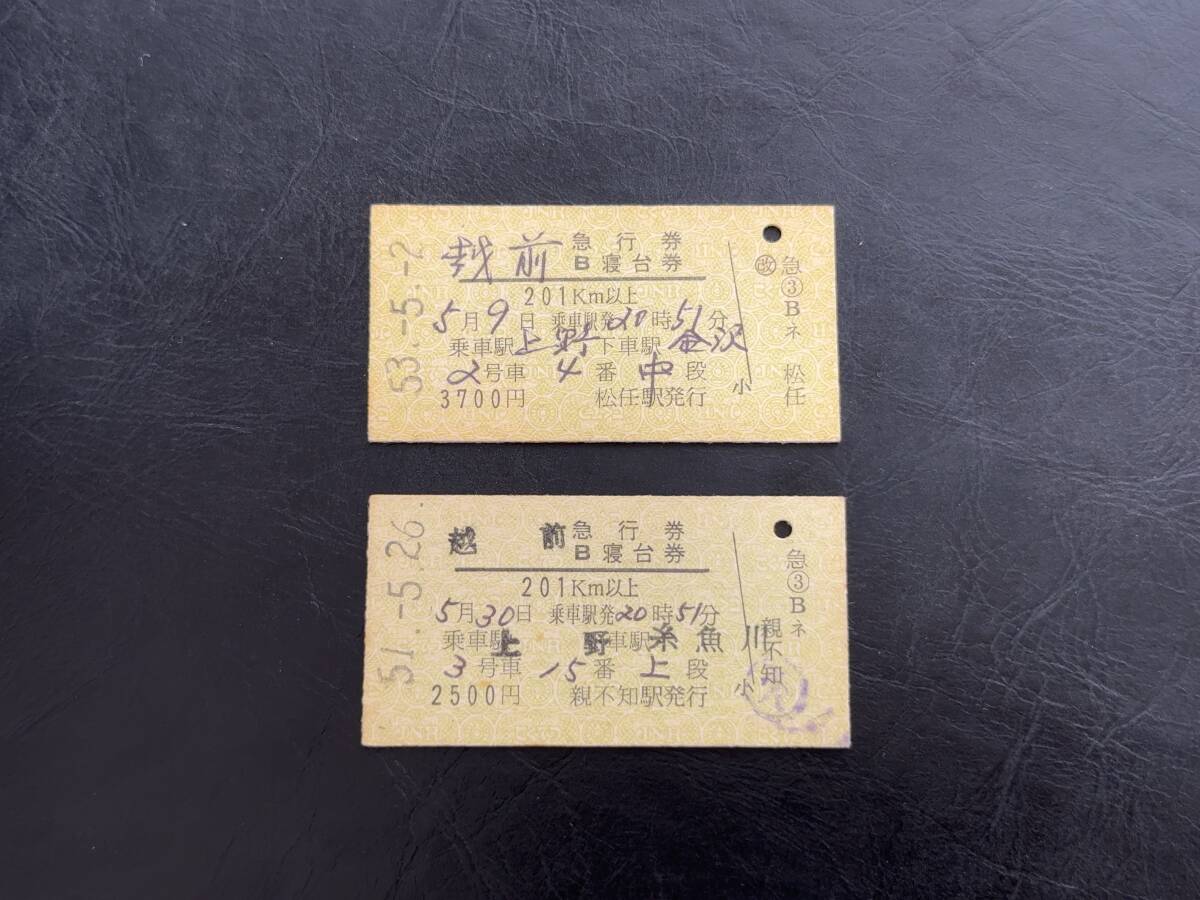 53.-5.-2
越前 急行券
B寝台券
201Km以上
5月9日 乗車駅発20時51分
乗車駅上野 下車駅金沢
2号車 4番 中段
3700円 松任駅発行
小
改 急③Bネ 松任
51.-5.26
越前 急行券
B寝台券
201Km以上
5月30日 乗車駅発20時51分
乗車駅 上野 車駅 糸魚川
3号車 15番 上段
2500円 親不知駅発行
小
急③Bネ 親不知